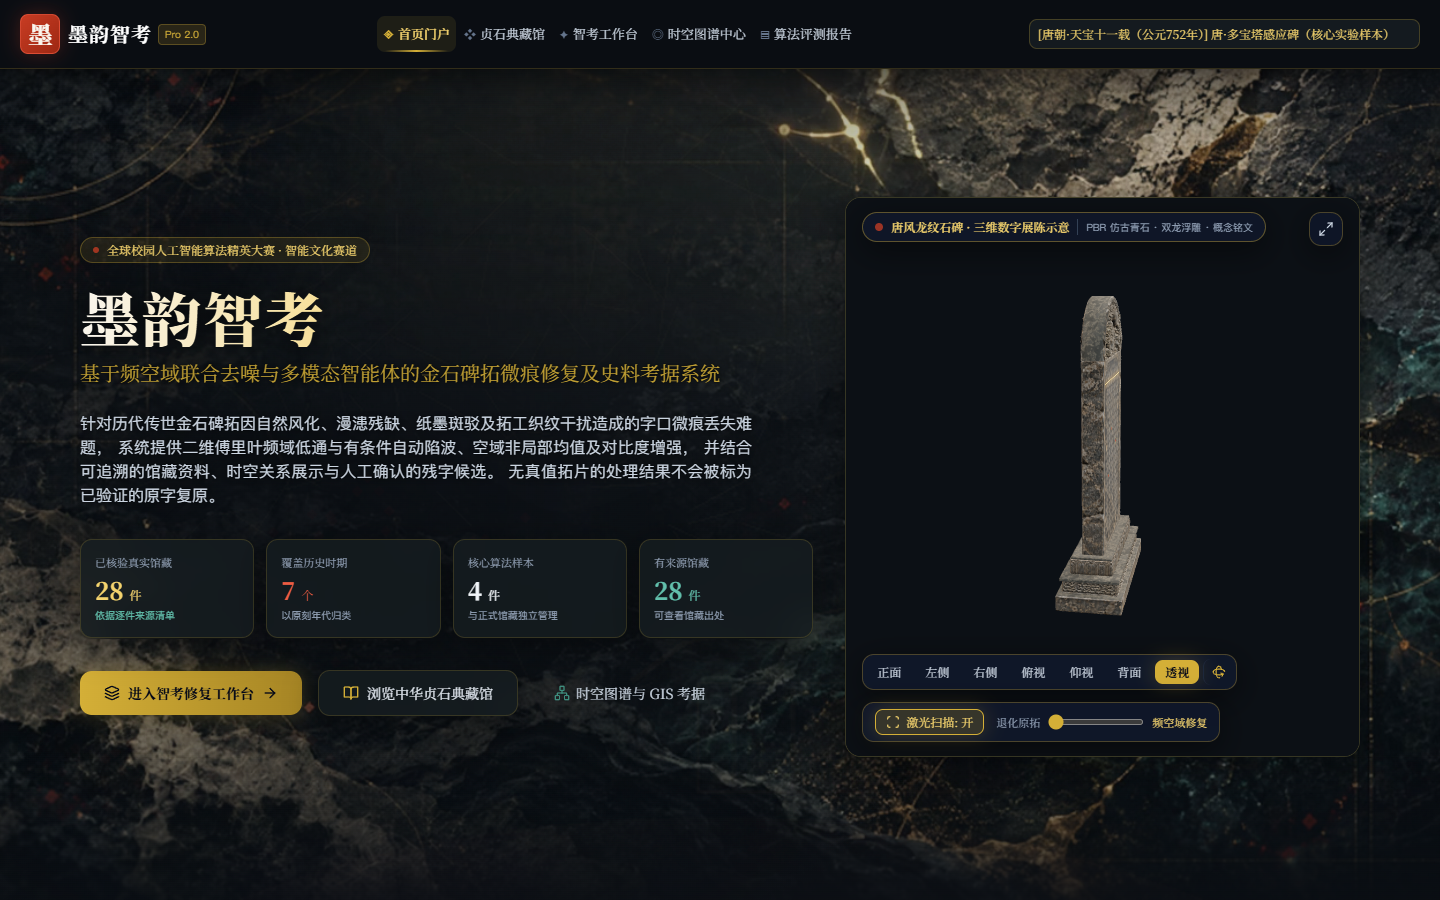 墨 墨韵智考 Pro 2.0
首页门户 贞石典藏馆 智考工作台 时空图谱中心 算法评测报告
[唐朝·天宝十一载（公元752年）] 唐·多宝塔感应碑（核心实验样本）
全球校园人工智能算法精英大赛 · 智能文化赛道
墨韵智考
基于频空域联合去噪与多模态智能体的金石碑拓微痕修复及史料考据系统
针对历代传世金石碑拓因自然风化、漫漶残缺、纸墨斑驳及拓工织纹干扰造成的字口微痕丢失难
题， 系统提供二维傅里叶频域低通与有条件自动陷波、空域非局部均值及对比度增强， 并结合
可追溯的馆藏资料、时空关系展示与人工确认的残字候选。 无真值拓片的处理结果不会被标为
已验证的原字复原。
已核验真实馆藏
28 件
依据逐件来源清单
覆盖历史时期
7 个
以原刻年代归类
核心算法样本
4 件
与正式馆藏独立管理
有来源馆藏
28 件
可查看馆藏出处
进入智考修复工作台
浏览中华贞石典藏馆
时空图谱与 GIS 考据
唐风龙纹石碑 · 三维数字展陈示意
PBR 仿古青石 · 双龙浮雕 · 概念铭文
正面 左侧 右侧 俯视 仰视 背面 透视
激光扫描: 开 退化原拓 频空域修复